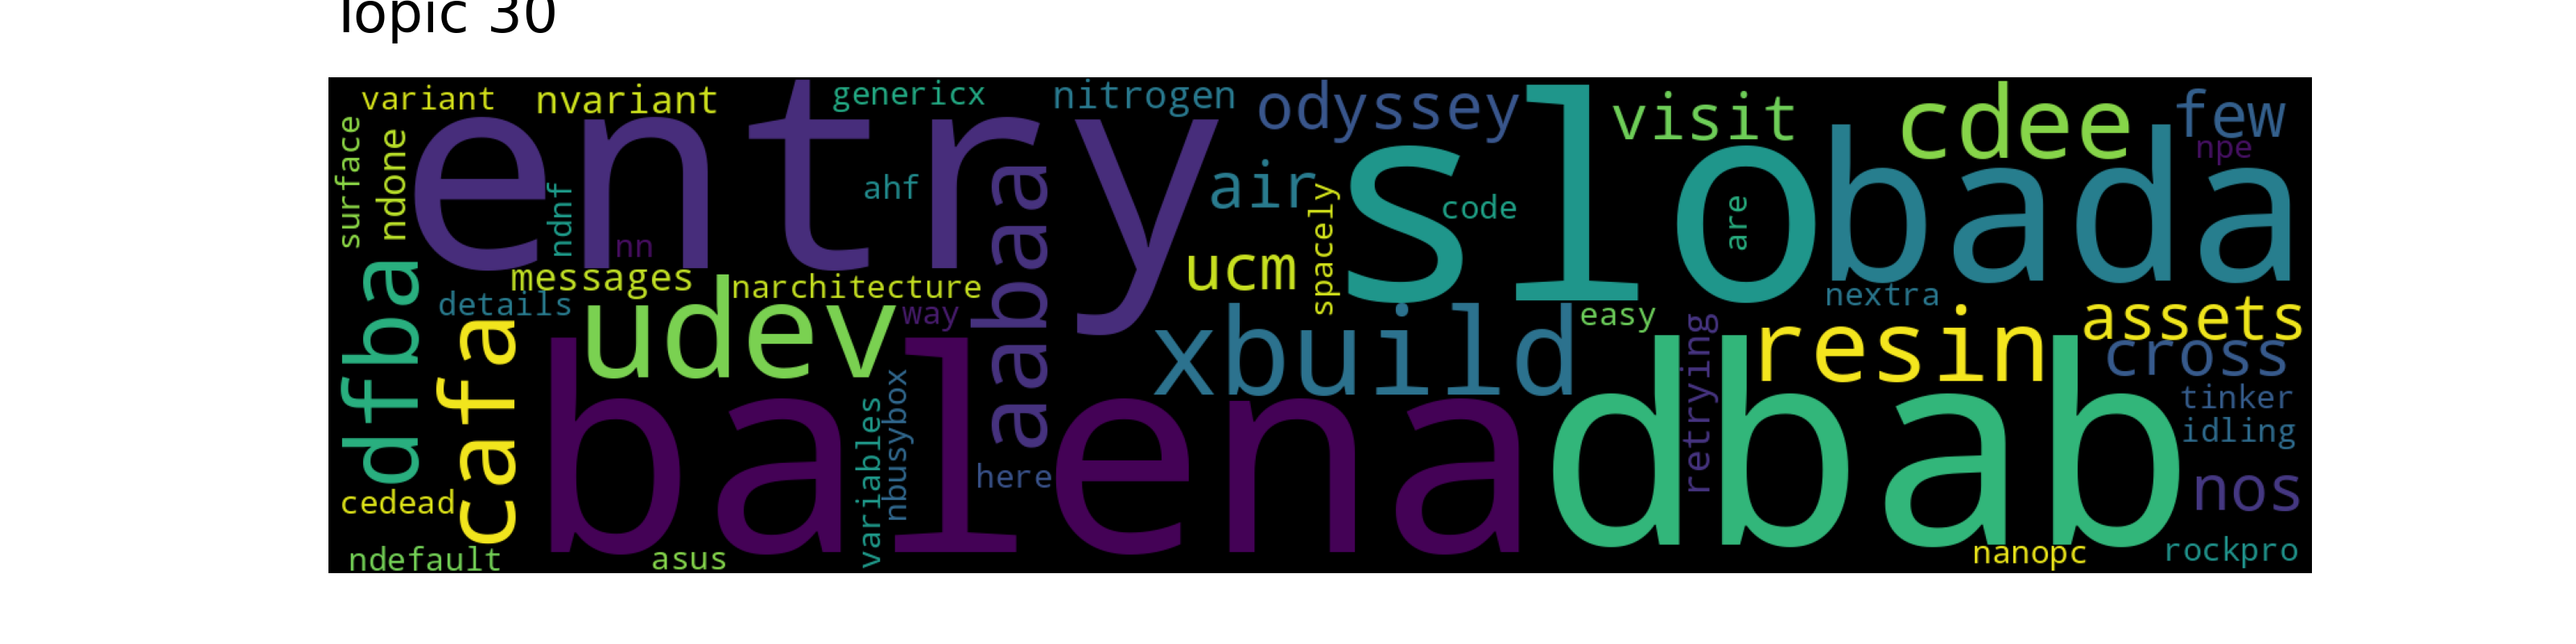 Topic 30
variant nvariant genericx nitrogen odyssey visit cdee few
surface ndone entry ahf air slo code are bada npe
ndnf nn aabaa spacely
messages narchitecture ucm nextra
dfba details udev way xbuild easy resin assets
cafa balena retrying dbab cross
variables nbusybox tinker
idling
cedead here nos
ndefault asus nanopc rockpro